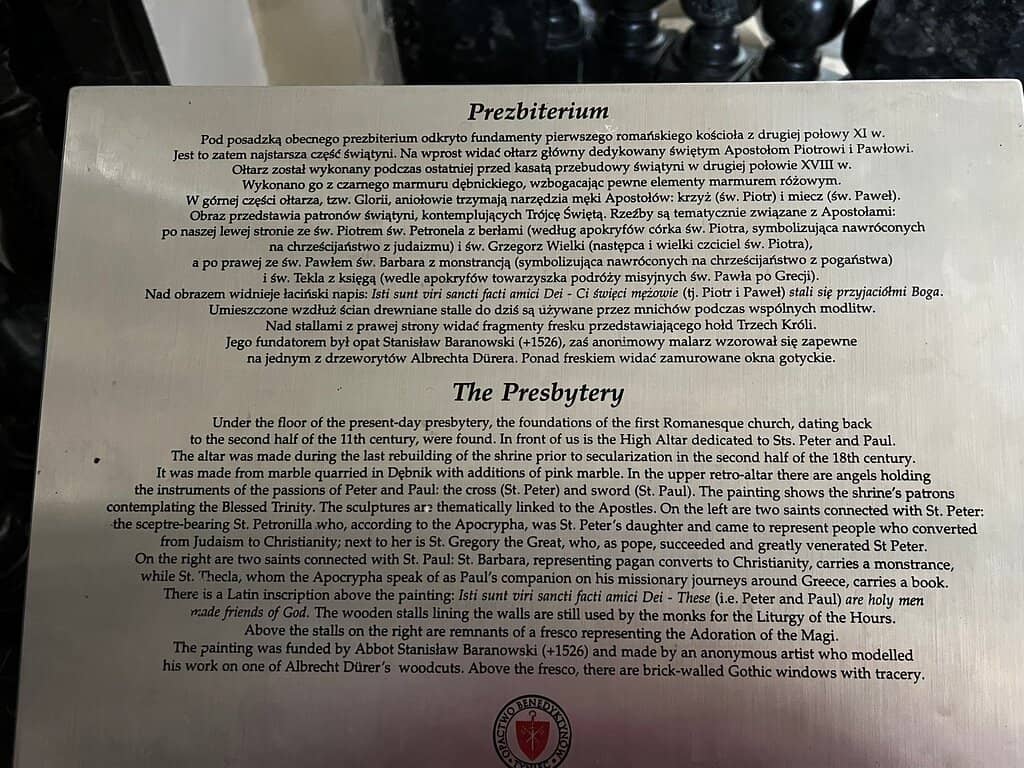 Prezbiterium
Pod posadzką obecnego prezbiterium odkryto fundamenty pierwszego romańskiego kościoła z drugiej połowy XI w.
Jest to zatem najstarsza część świątyni. Na wprost widać ołtarz główny dedykowany świętym Apostołom Piotrowi i Pawłowi.
Ołtarz został wykonany podczas ostatniej przed kasatą przebudowy świątyni w drugiej połowie XVIII w.
Wykonano go z czarnego marmuru dębnickiego, wzbogacając pewne elementy marmurem różowym.
W górnej części ołtarza, tzw. Glorii, aniołowie trzymają narzędzia męki Apostołów: krzyż (św. Piotr) i miecz (św. Paweł).
Obraz przedstawia patronów świątyni, kontemplujących Trójcę Świętą. Rzeźby są tematycznie związane z Apostołami:
po naszej lewej stronie ze św. Piotrem św. Petronela z berłami (według apokryfów córka św. Piotra, symbolizująca nawróconych
na chrześcijaństwo z judaizmu) i św. Grzegorz Wielki (następca i wielki czciciel św. Piotra),
a po prawej ze św. Pawłem św. Barbara z monstrancją (symbolizująca nawróconych na chrześcijaństwo z pogaństwa)
i św. Tekla z księgą (wedle apokryfów towarzyszka podróży misyjnych św. Pawła po Grecji).
Nad obrazem widnieje łaciński napis: Isti sunt viri sancti facti amici Dei - Ci święci mężowie (tj. Piotr i Paweł) stali się przyjaciółmi Boga.
Umieszczone wzdłuż ścian drewniane stalle do dziś są używane przez mnichów podczas wspólnych modlitw.
Nad stallami z prawej strony widać fragmenty fresku przedstawiającego hołd Trzech Króli.
Jego fundatorem był opat Stanisław Baranowski (+1526), zaś anonimowy malarz wzorował się zapewne
na jednym z drzeworytów Albrechta Dürera. Ponad freskiem widać zamurowane okna gotyckie.
The Presbytery
Under the floor of the present-day presbytery, the foundations of the first Romanesque church, dating back
to the second half of the 11th century, were found. In front of us is the High Altar dedicated to Sts. Peter and Paul.
The altar was made during the last rebuilding of the shrine prior to secularization in the second half of the 18th century.
It was made from marble quarried in Dębnik with additions of pink marble. In the upper retro-altar there are angels holding
the instruments of the passions of Peter and Paul: the cross (St. Peter) and sword (St. Paul). The painting shows the shrine's patrons
contemplating the Blessed Trinity. The sculptures are thematically linked to the Apostles. On the left are two saints connected with St. Peter:
the sceptre-bearing St. Petronilla who, according to the Apocrypha, was St. Peter's daughter and came to represent people who converted
from Judaism to Christianity; next to her is St. Gregory the Great, who, as pope, succeeded and greatly venerated St Peter.
On the right are two saints connected with St. Paul: St. Barbara, representing pagan converts to Christianity, carries a monstrance,
while St. Thecla, whom the Apocrypha speak of as Paul's companion on his missionary journeys around Greece, carries a book.
There is a Latin inscription above the painting: Isti sunt viri sancti facti amici Dei - These (i.e. Peter and Paul) are holy men
made friends of God. The wooden stalls lining the walls are still used by the monks for the Liturgy of the Hours.
Above the stalls on the right are remnants of a fresco representing the Adoration of the Magi.
The painting was funded by Abbot Stanisław Baranowski (+1526) and made by an anonymous artist who modelled
his work on one of Albrecht Dürer's woodcuts. Above the fresco, there are brick-walled Gothic windows with tracery.
OPACTWO BENEDYKTYNÓW
TYNIEC